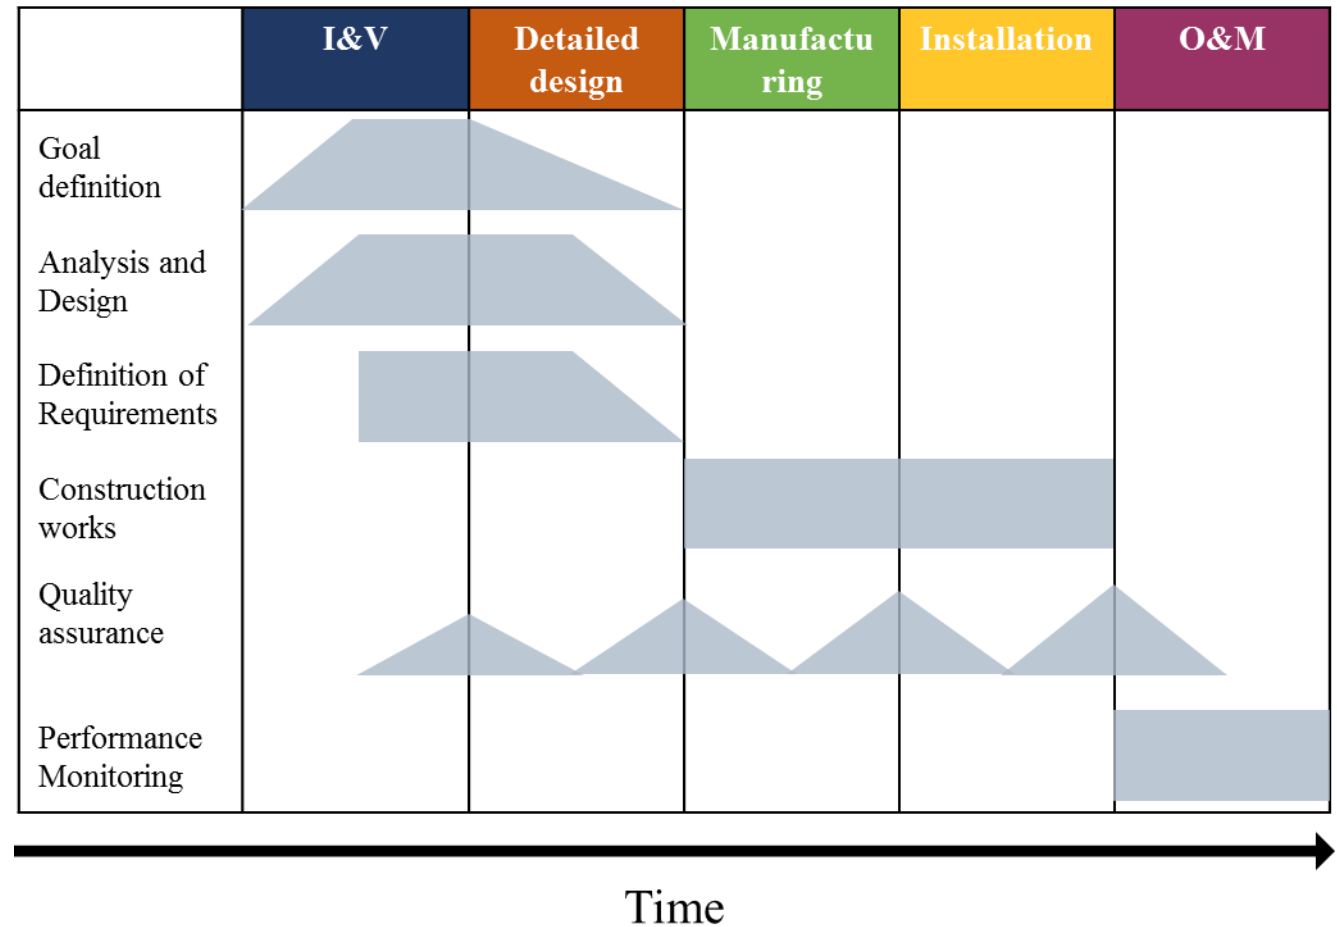 I&V
Detailed
design
Manufactu
ring
Installation
O&M
Goal
definition
Analysis and
Design
Definition of
Requirements
Construction
works
Quality
assurance
Performance
Monitoring
Time